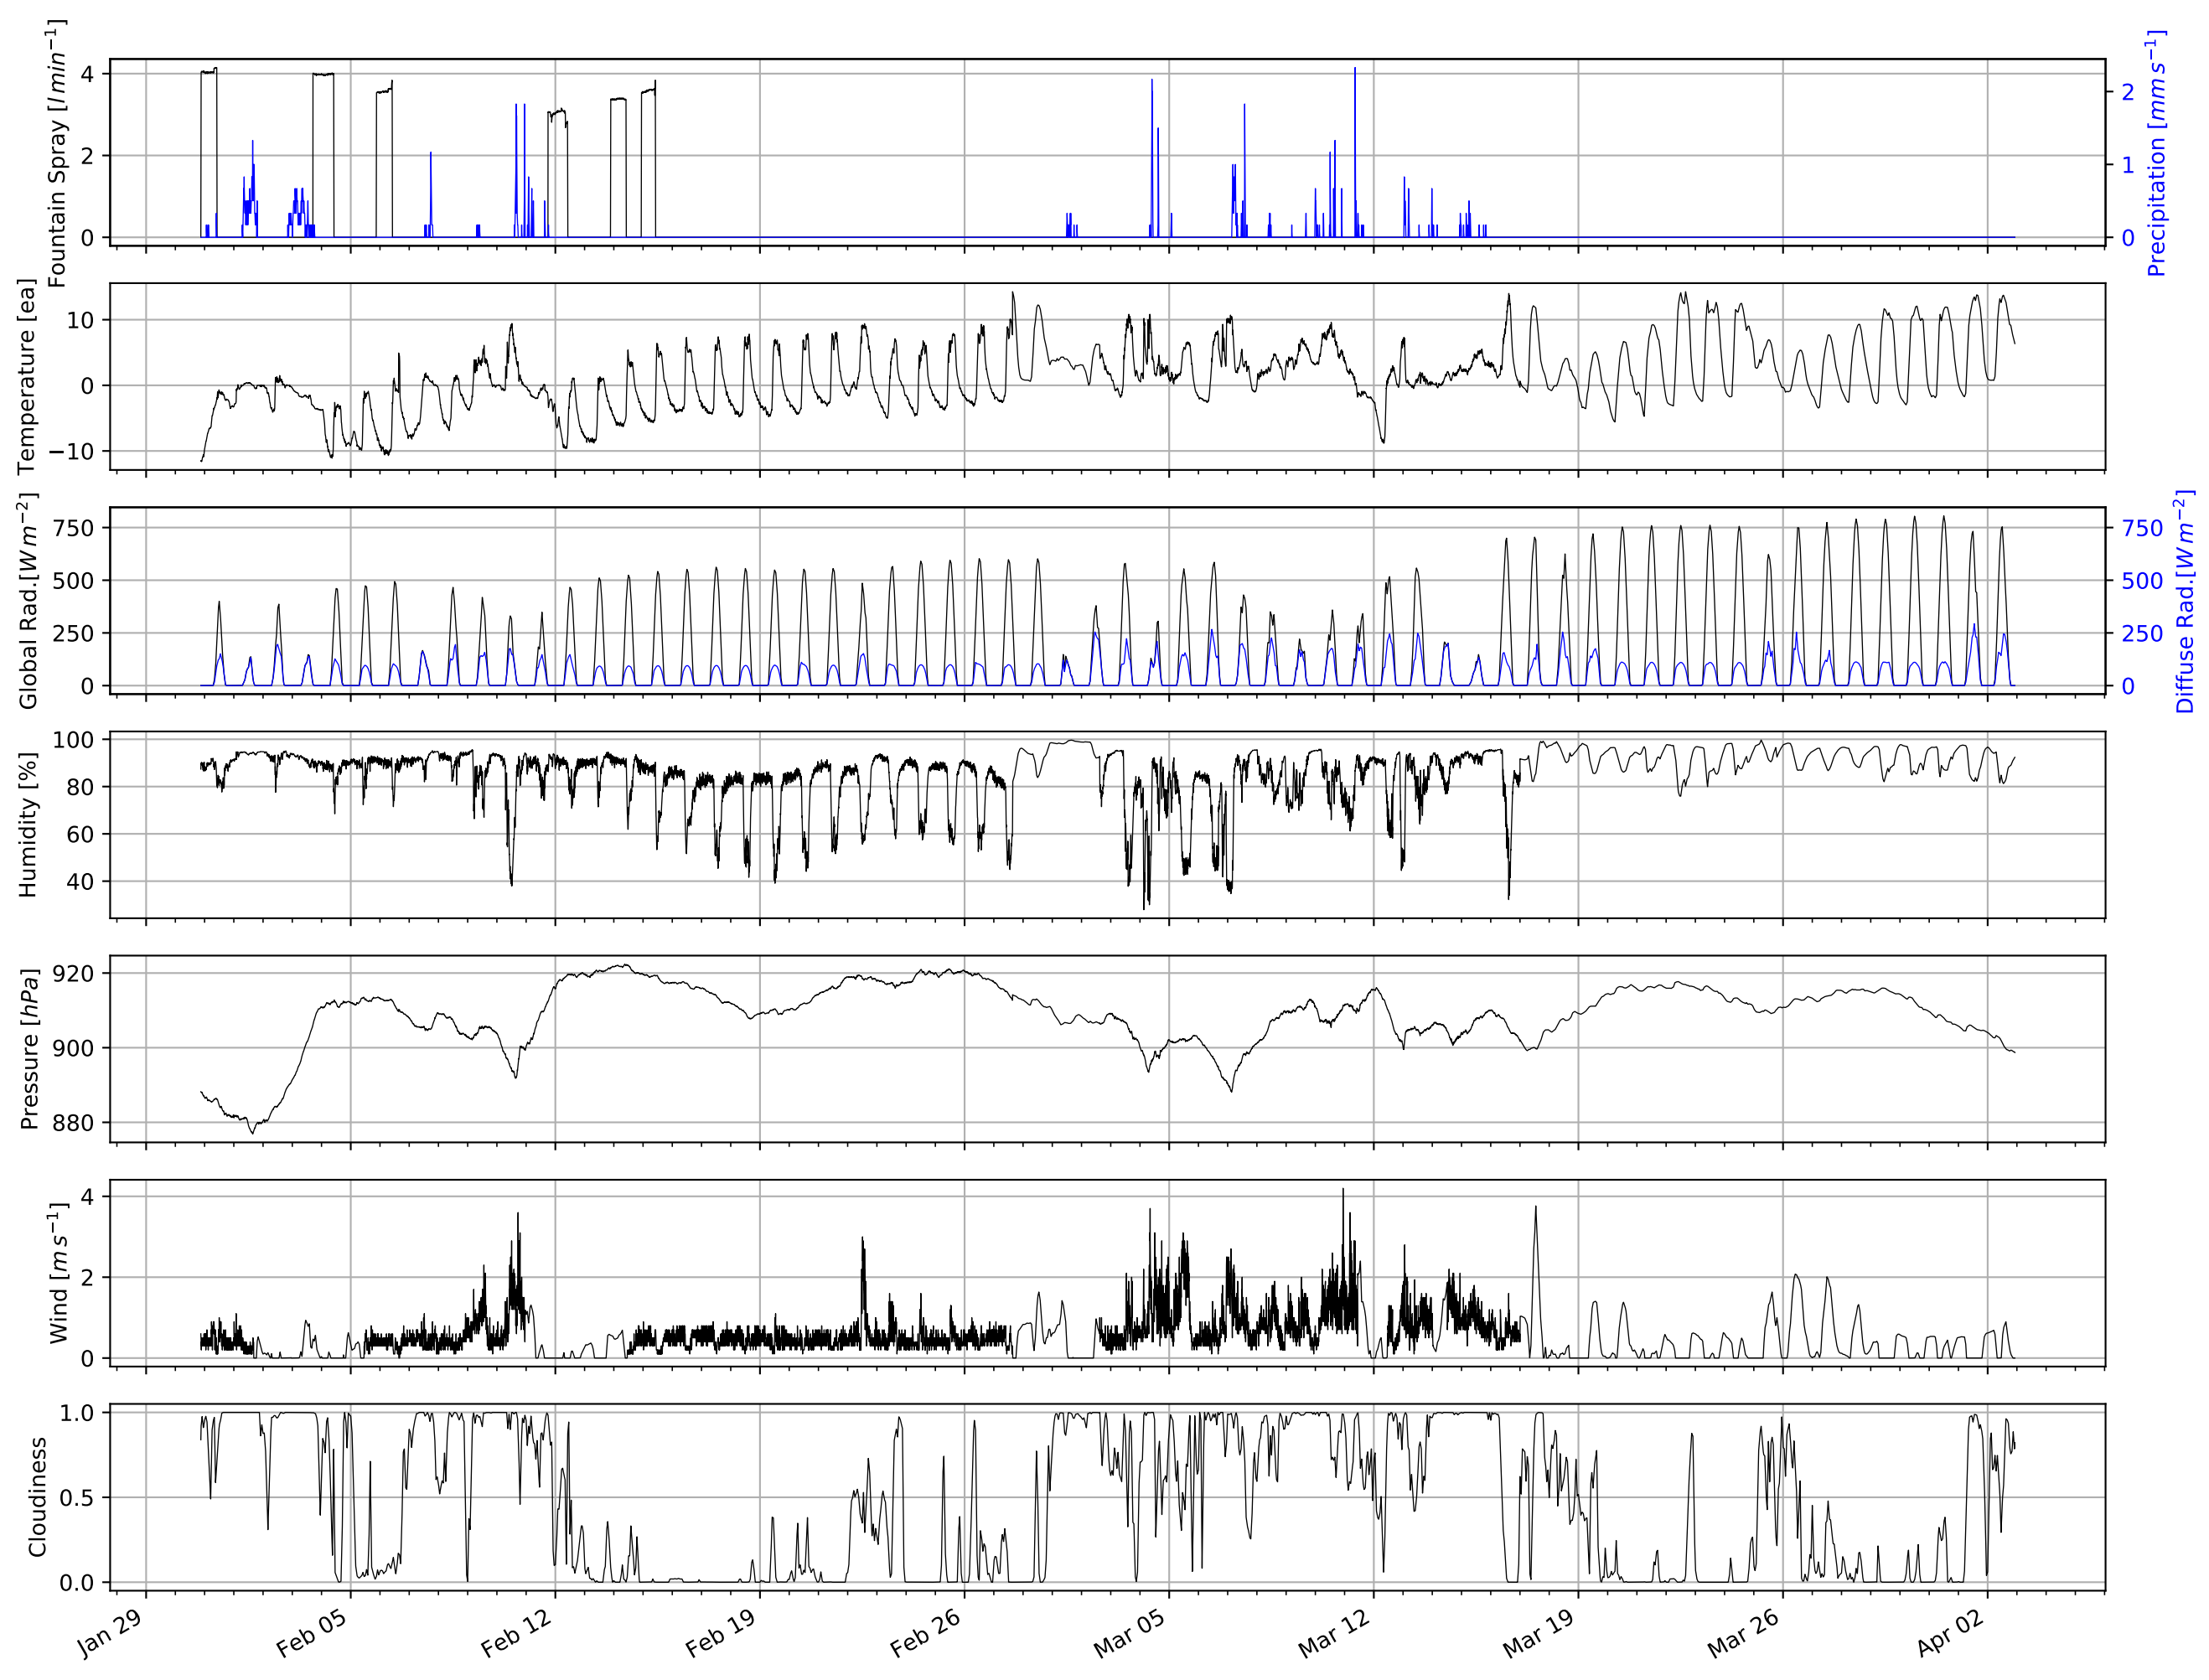 Fountain Spray [l min⁻¹]
4
2
0
Precipitation [mm s⁻¹]
2
1
0
Temperature [ea]
10
0
−10
Global Rad.[W m⁻²]
750
500
250
0
Diffuse Rad.[W m⁻²]
750
500
250
0
Humidity [%]
100
80
60
40
Pressure [hPa]
920
900
880
Wind [m s⁻¹]
4
2
0
Cloudiness
1.0
0.5
0.0
Jan 29
Feb 05
Feb 12
Feb 19
Feb 26
Mar 05
Mar 12
Mar 19
Mar 26
Apr 02